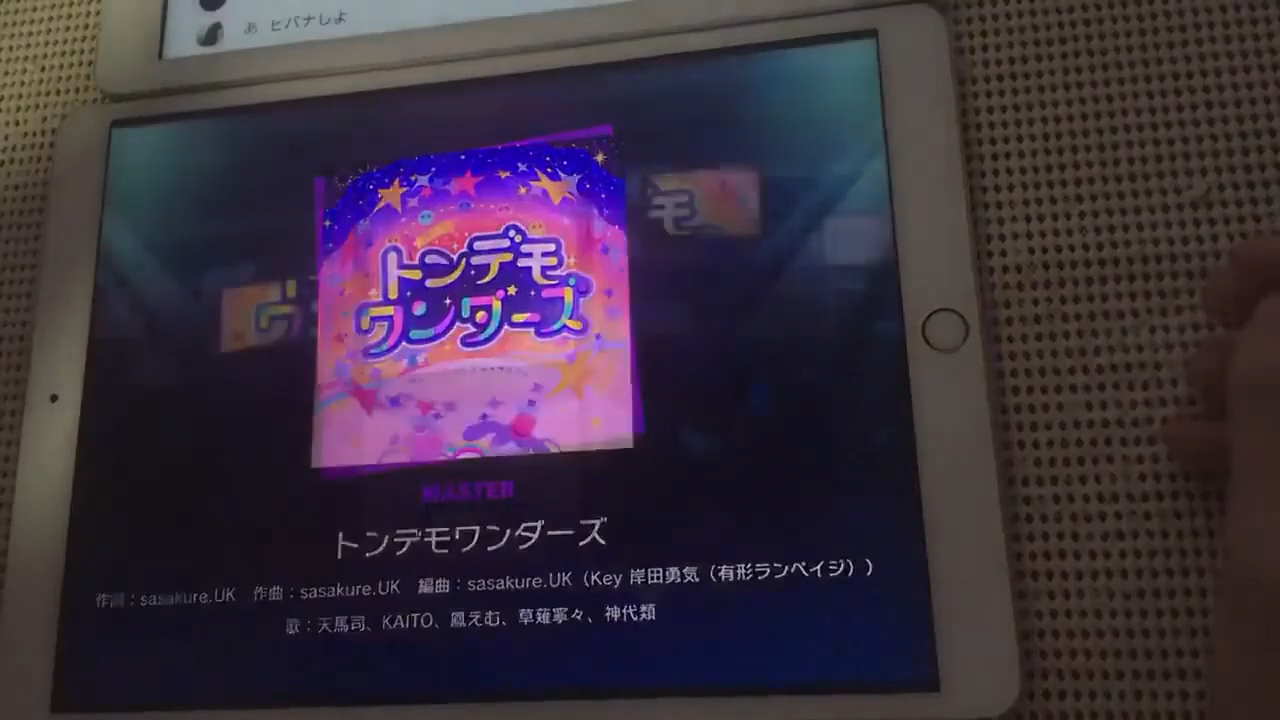 あ ヒバナしよ
トンデモ
ワンダーズ
モ
ワ
MASTER
トンデモワンダーズ
作詞：sasakure.UK 作曲：sasakure.UK 編曲：sasakure.UK（Key 岸田勇気（有形ランペイジ））
歌：天馬司、KAITO、鳳えむ、草薙寧々、神代類